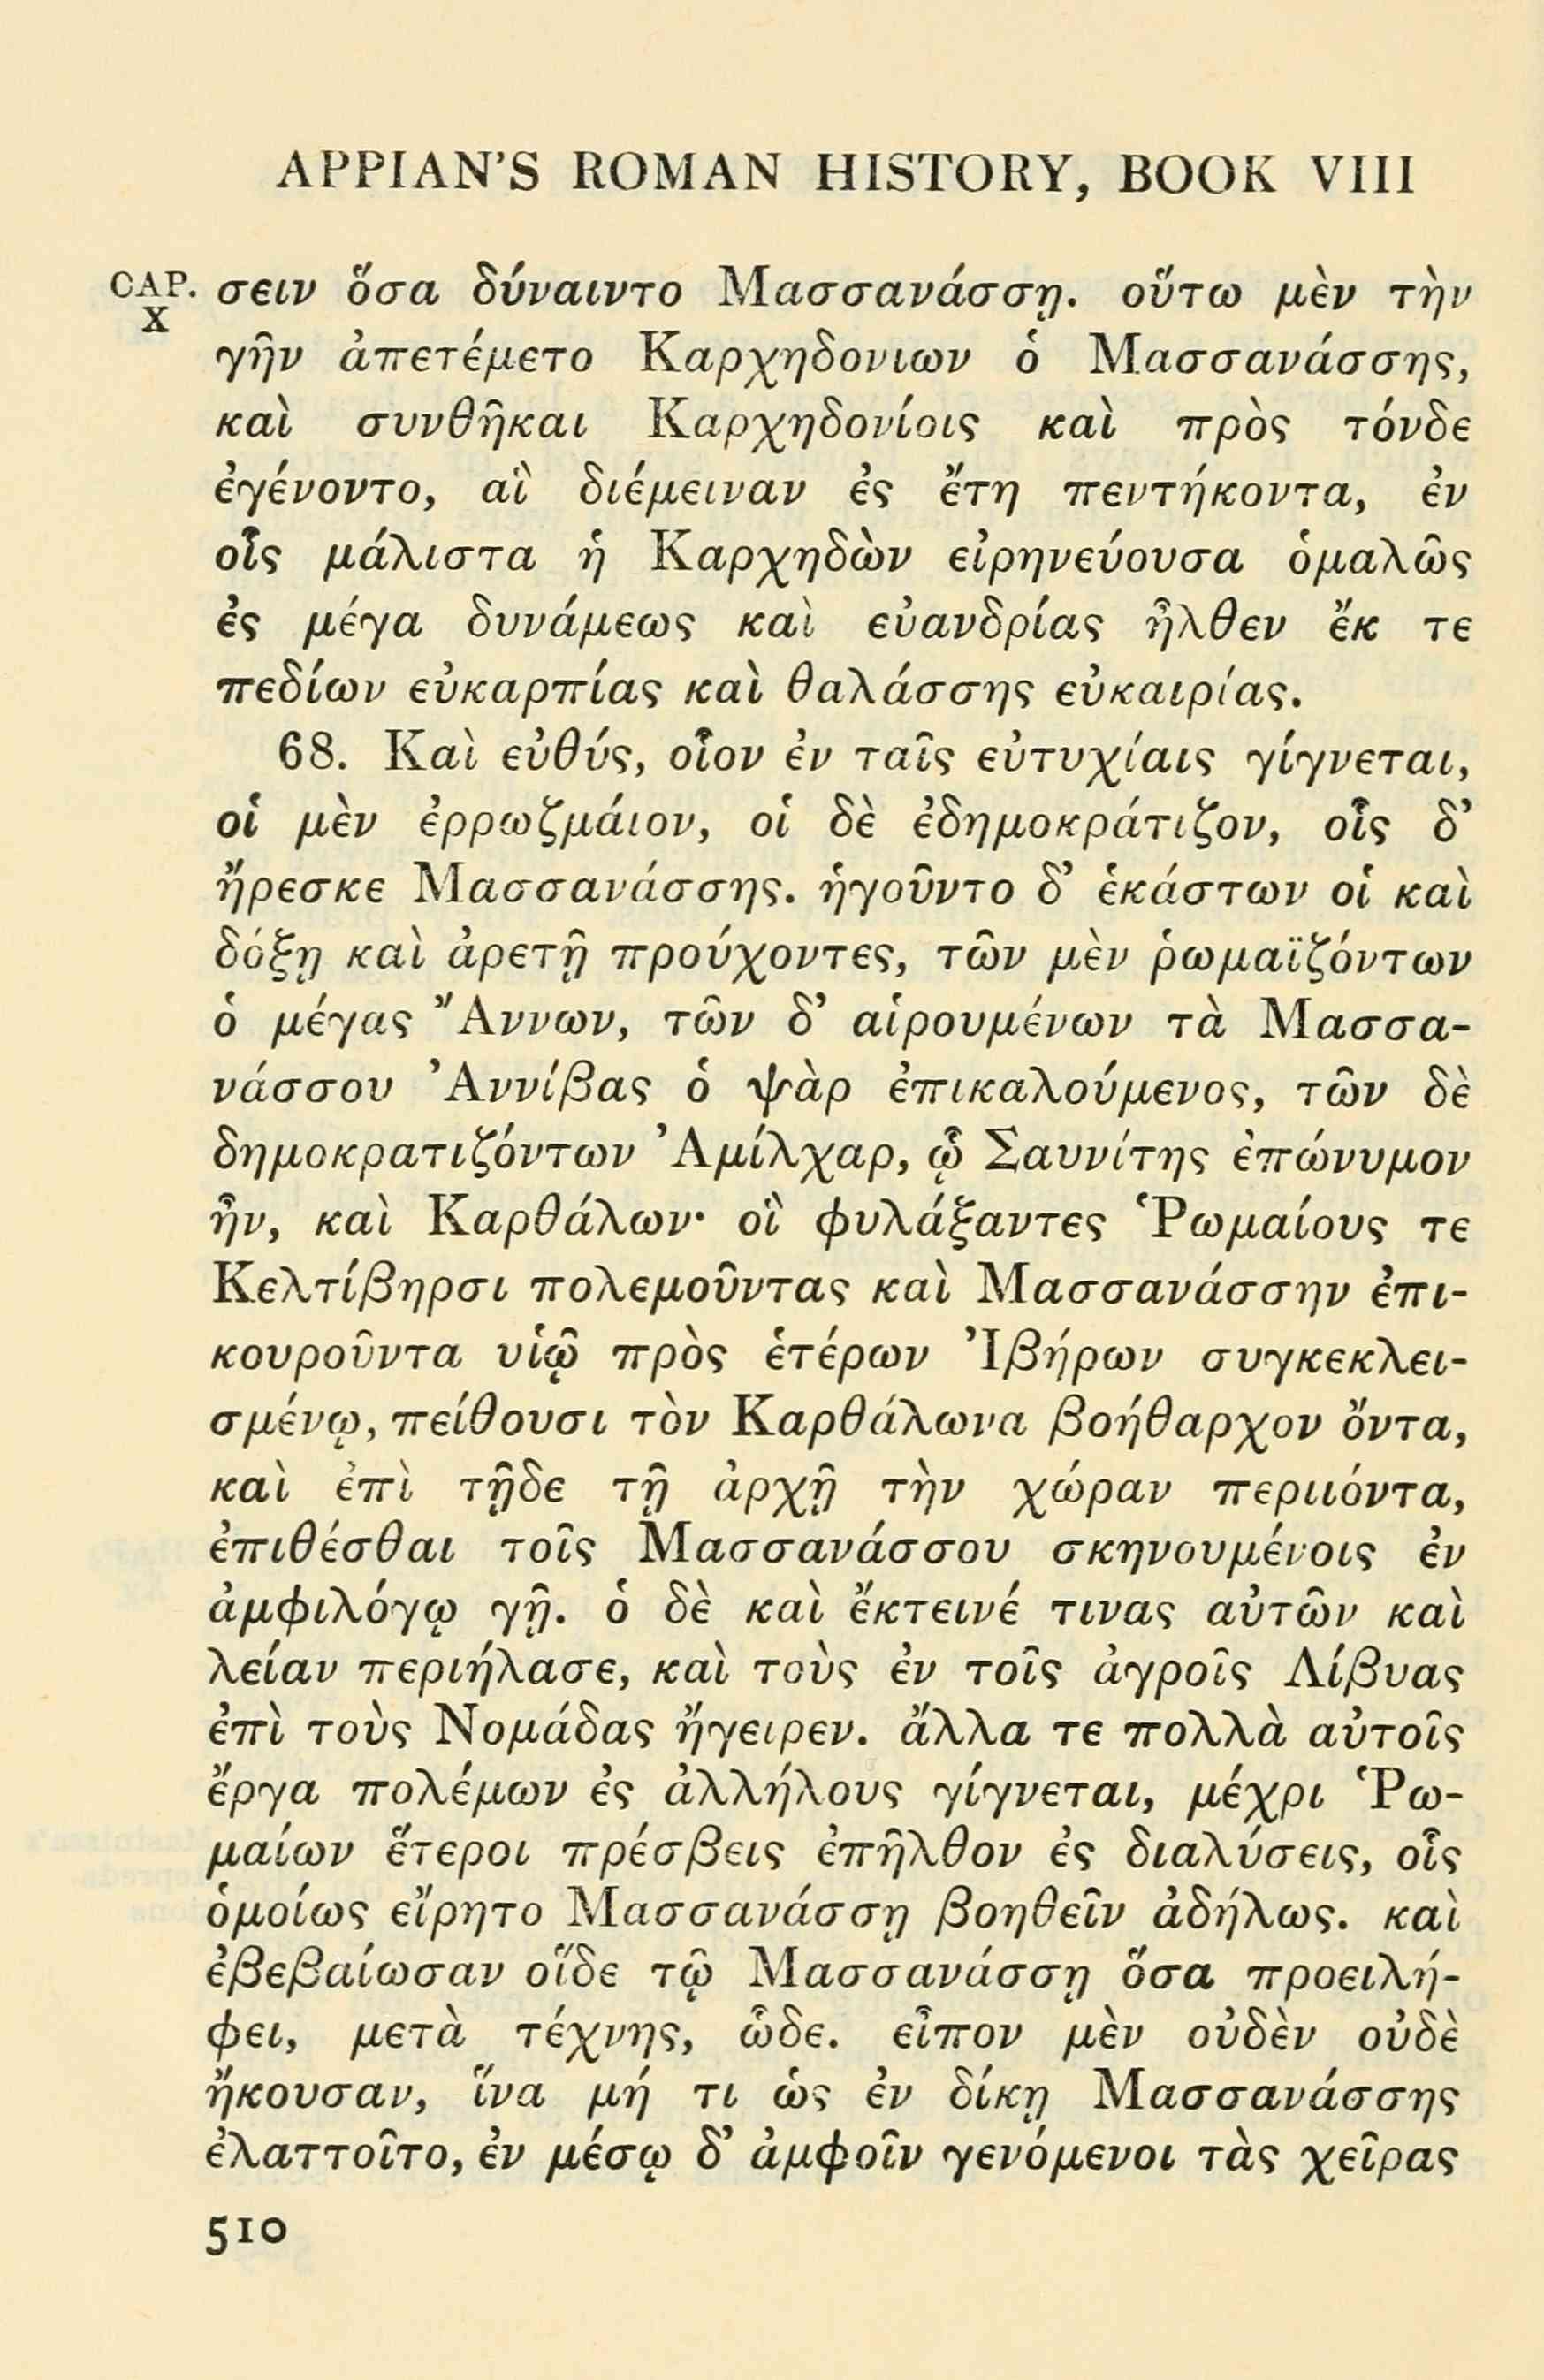 APPIAN'S ROMAN HISTORY, BOOK VIII
CAP. σειν ὅσα δύναιντο Μασσανάσσῃ. οὕτω μὲν τὴν
X
γῆν ἀπετέμετο Καρχηδονιων ὁ Μασσανάσσης,
καὶ συνθῆκαι Καρχηδονίοις καὶ πρὸς τόνδε
ἐγένοντο, αἳ διέμειναν ἐς ἔτη πεντήκοντα, ἐν
οἷς μάλιστα ἡ Καρχηδὼν εἰρηνεύουσα ὁμαλῶς
ἐς μέγα δυνάμεως καὶ εὐανδρίας ἦλθεν ἔκ τε
πεδίων εὐκαρπίας καὶ θαλάσσης εὐκαιρίας.
68. Καὶ εὐθύς, οἷον ἐν ταῖς εὐτυχίαις γίγνεται,
οἱ μὲν ἐρρωζμάιον, οἱ δὲ ἐδημοκράτιζον, οἷς δ'
ἤρεσκε Μασσανάσσης. ἡγοῦντο δ' ἑκάστων οἱ καὶ
δόξῃ καὶ ἀρετῇ προύχοντες, τῶν μὲν ῥωμαϊζόντων
ὁ μέγας Ἄννων, τῶν δ' αἱρουμένων τὰ Μασσα-
νάσσου Ἀννίβας ὁ ψὰρ ἐπικαλούμενος, τῶν δὲ
δημοκρατιζόντων Ἀμίλχαρ, ᾧ Σαυνίτης ἐπώνυμον
ἦν, καὶ Καρθάλων· οἳ φυλάξαντες Ῥωμαίους τε
Κελτίβηρσι πολεμοῦντας καὶ Μασσανάσσην ἐπι-
κουροῦντα υἱῷ πρὸς ἑτέρων Ἰβήρων συγκεκλει-
σμένῳ, πείθουσι τὸν Καρθάλωνα βοήθαρχον ὄντα,
καὶ ἐπὶ τῇδε τῇ ἀρχῇ τὴν χώραν περιιόντα,
ἐπιθέσθαι τοῖς Μασσανάσσου σκηνουμένοις ἐν
ἀμφιλόγῳ γῇ. ὁ δὲ καὶ ἔκτεινέ τινας αὐτῶν καὶ
λείαν περιήλασε, καὶ τοὺς ἐν τοῖς ἀγροῖς Λίβυας
ἐπὶ τοὺς Νομάδας ἤγειρεν. ἄλλα τε πολλὰ αὐτοῖς
ἔργα πολέμων ἐς ἀλλήλους γίγνεται, μέχρι Ῥω-
μαίων ἕτεροι πρέσβεις ἐπῆλθον ἐς διαλύσεις, οἷς
ὁμοίως εἴρητο Μασσανάσσῃ βοηθεῖν ἀδήλως. καὶ
ἐβεβαίωσαν οἵδε τῷ Μασσανάσσῃ ὅσα προειλή-
φει, μετὰ τέχνης, ὧδε. εἶπον μὲν οὐδὲν οὐδὲ
ἤκουσαν, ἵνα μή τι ὡς ἐν δίκῃ Μασσανάσσης
ἐλαττοῖτο, ἐν μέσῳ δ' ἀμφοῖν γενόμενοι τὰς χεῖρας
510